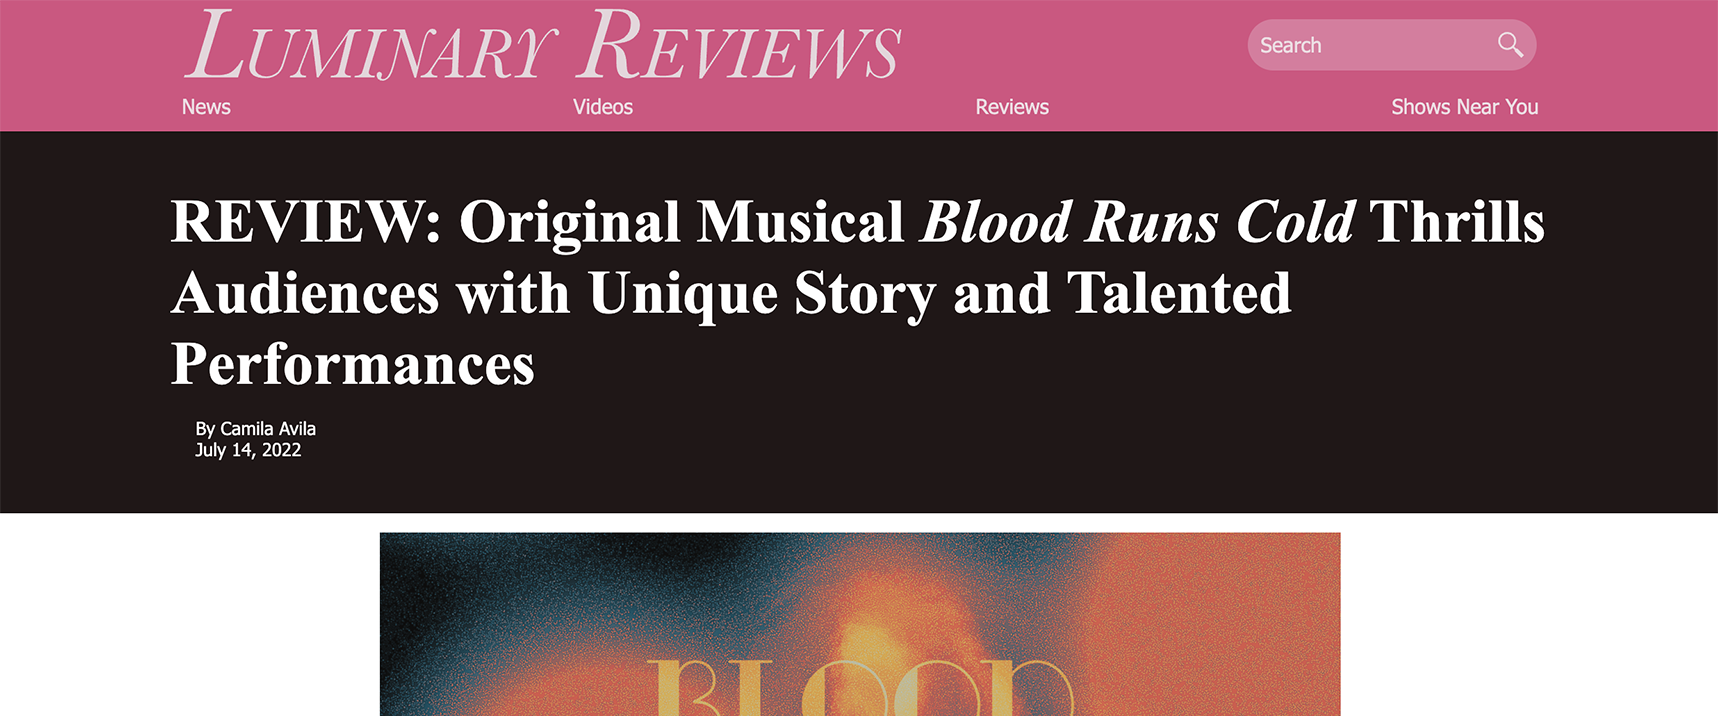 LUMINARY REVIEWS
Search
News Videos Reviews Shows Near You
REVIEW: Original Musical Blood Runs Cold Thrills
Audiences with Unique Story and Talented
Performances
By Camila Avila
July 14, 2022
BLOOD